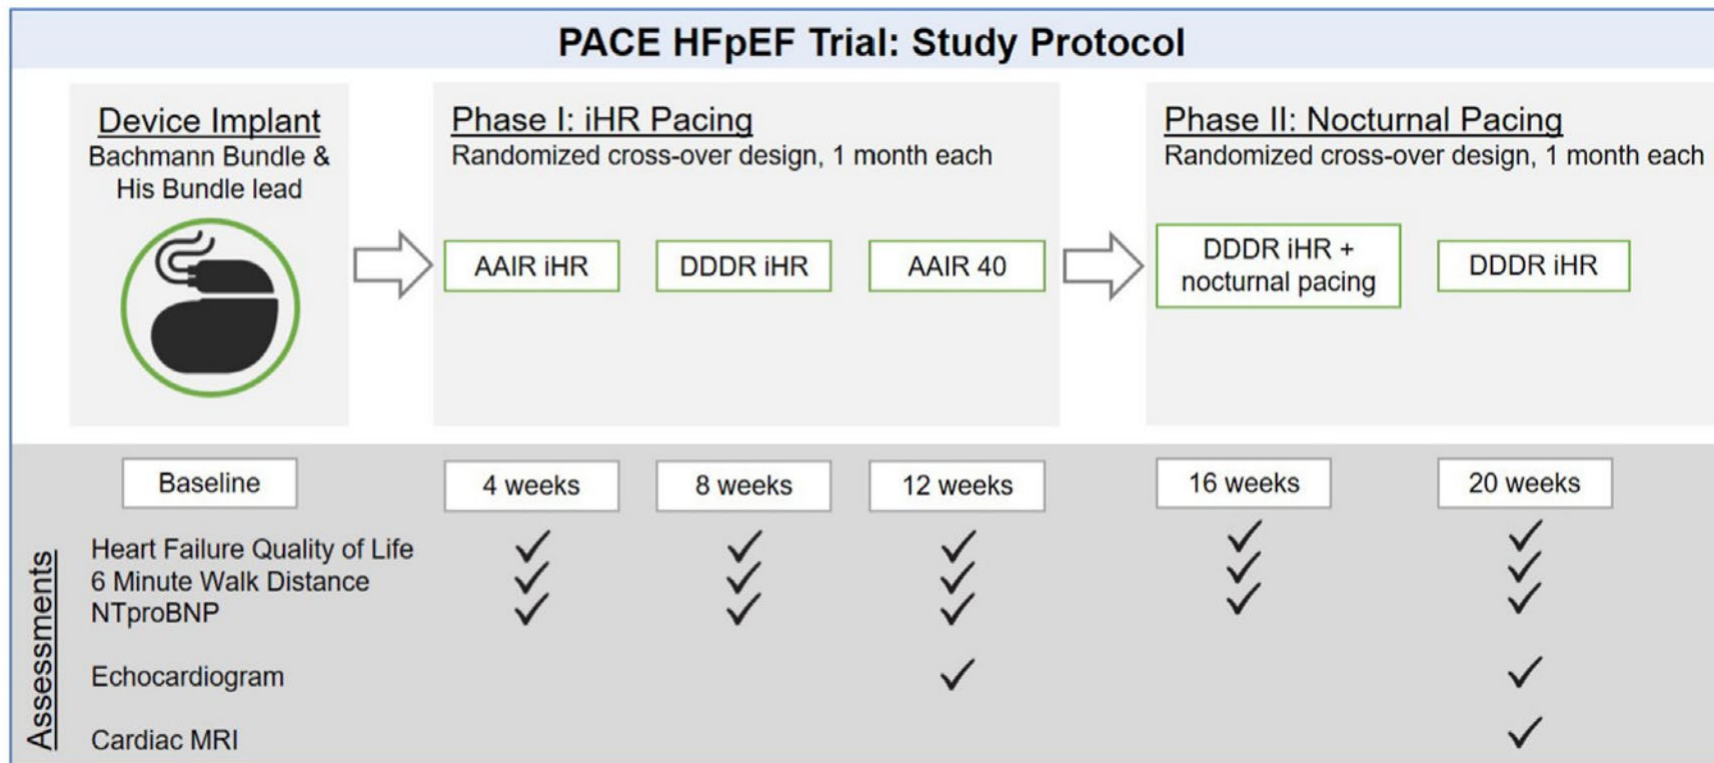 PACE HFpEF Trial: Study Protocol
Device Implant
Bachmann Bundle &
His Bundle lead
Phase I: iHR Pacing
Randomized cross-over design, 1 month each
AAIR iHR
DDDR iHR
AAIR 40
Phase II: Nocturnal Pacing
Randomized cross-over design, 1 month each
DDDR iHR +
nocturnal pacing
DDDR iHR
Baseline
4 weeks
8 weeks
12 weeks
16 weeks
20 weeks
Assessments
Heart Failure Quality of Life
6 Minute Walk Distance
NTproBNP
Echocardiogram
Cardiac MRI